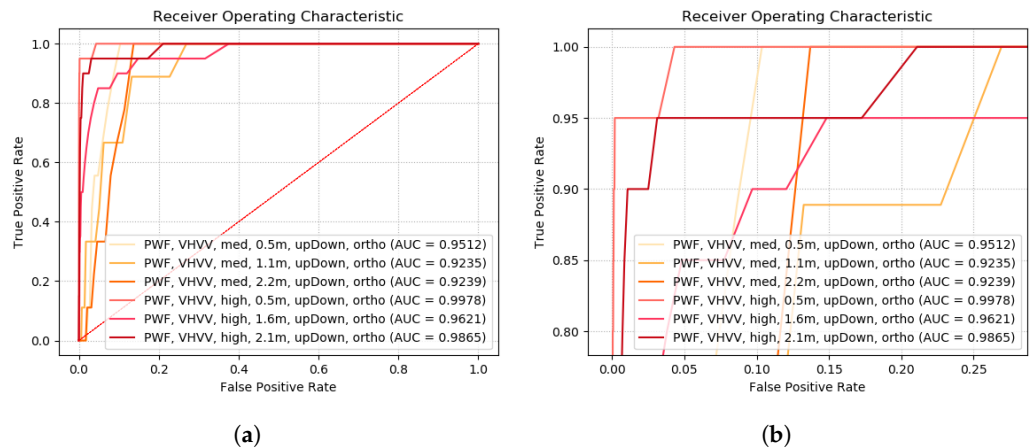 Receiver Operating Characteristic
True Positive Rate
1.0
0.8
0.6
0.4
0.2
0.0
PWF, VHVV, med, 0.5m, upDown, ortho (AUC = 0.9512)
PWF, VHVV, med, 1.1m, upDown, ortho (AUC = 0.9235)
PWF, VHVV, med, 2.2m, upDown, ortho (AUC = 0.9239)
PWF, VHVV, high, 0.5m, upDown, ortho (AUC = 0.9978)
PWF, VHVV, high, 1.6m, upDown, ortho (AUC = 0.9621)
PWF, VHVV, high, 2.1m, upDown, ortho (AUC = 0.9865)
0.0 0.2 0.4 0.6 0.8 1.0
False Positive Rate
(a)
Receiver Operating Characteristic
True Positive Rate
1.00
0.95
0.90
0.85
0.80
PWF, VHVV, med, 0.5m, upDown, ortho (AUC = 0.9512)
PWF, VHVV, med, 1.1m, upDown, ortho (AUC = 0.9235)
PWF, VHVV, med, 2.2m, upDown, ortho (AUC = 0.9239)
PWF, VHVV, high, 0.5m, upDown, ortho (AUC = 0.9978)
PWF, VHVV, high, 1.6m, upDown, ortho (AUC = 0.9621)
PWF, VHVV, high, 2.1m, upDown, ortho (AUC = 0.9865)
0.00 0.05 0.10 0.15 0.20 0.25
False Positive Rate
(b)